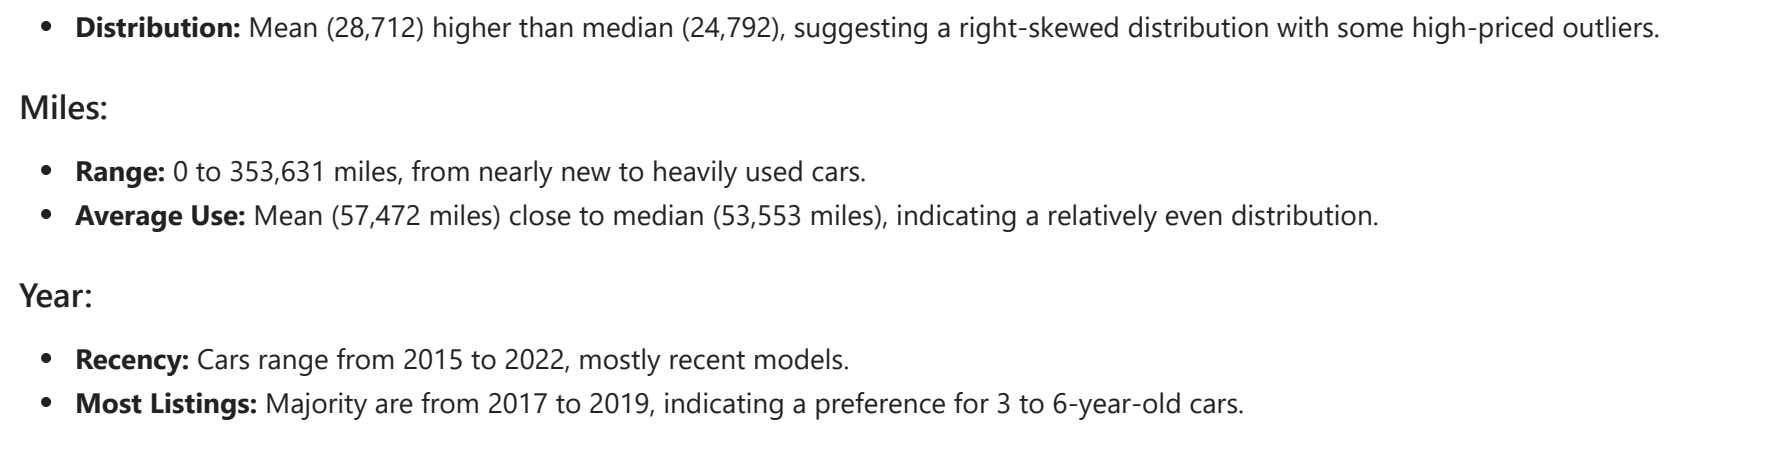 • Distribution: Mean (28,712) higher than median (24,792), suggesting a right-skewed distribution with some high-priced outliers.
Miles:
• Range: 0 to 353,631 miles, from nearly new to heavily used cars.
• Average Use: Mean (57,472 miles) close to median (53,553 miles), indicating a relatively even distribution.
Year:
• Recency: Cars range from 2015 to 2022, mostly recent models.
• Most Listings: Majority are from 2017 to 2019, indicating a preference for 3 to 6-year-old cars.